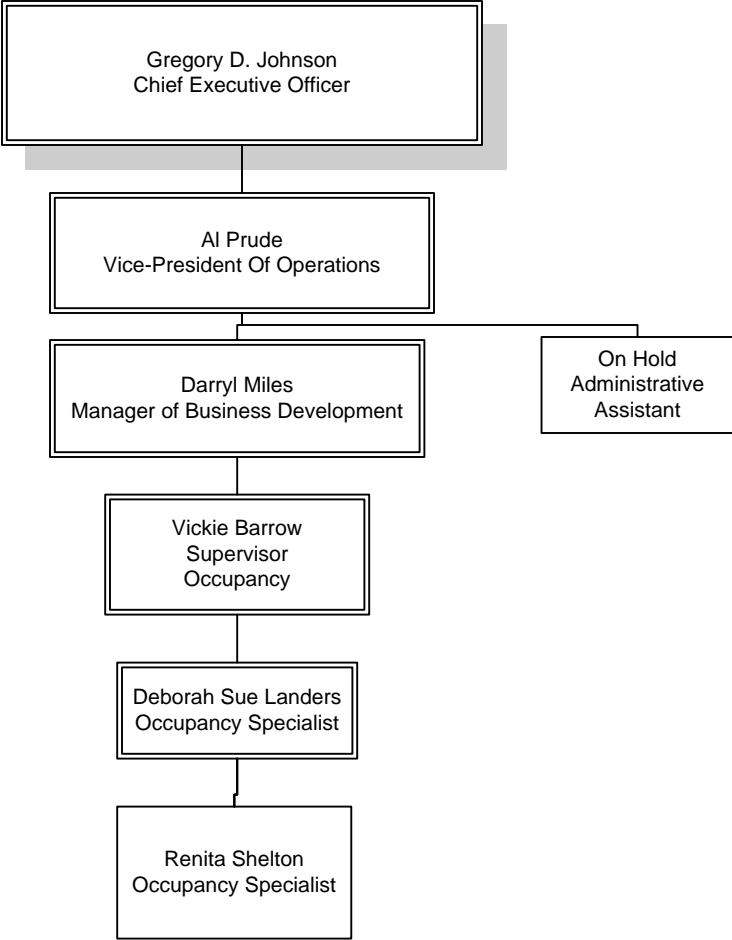 Gregory D. Johnson
Chief Executive Officer
Al Prude
Vice-President Of Operations
Darryl Miles
Manager of Business Development
On Hold
Administrative
Assistant
Vickie Barrow
Supervisor
Occupancy
Deborah Sue Landers
Occupancy Specialist
Renita Shelton
Occupancy Specialist